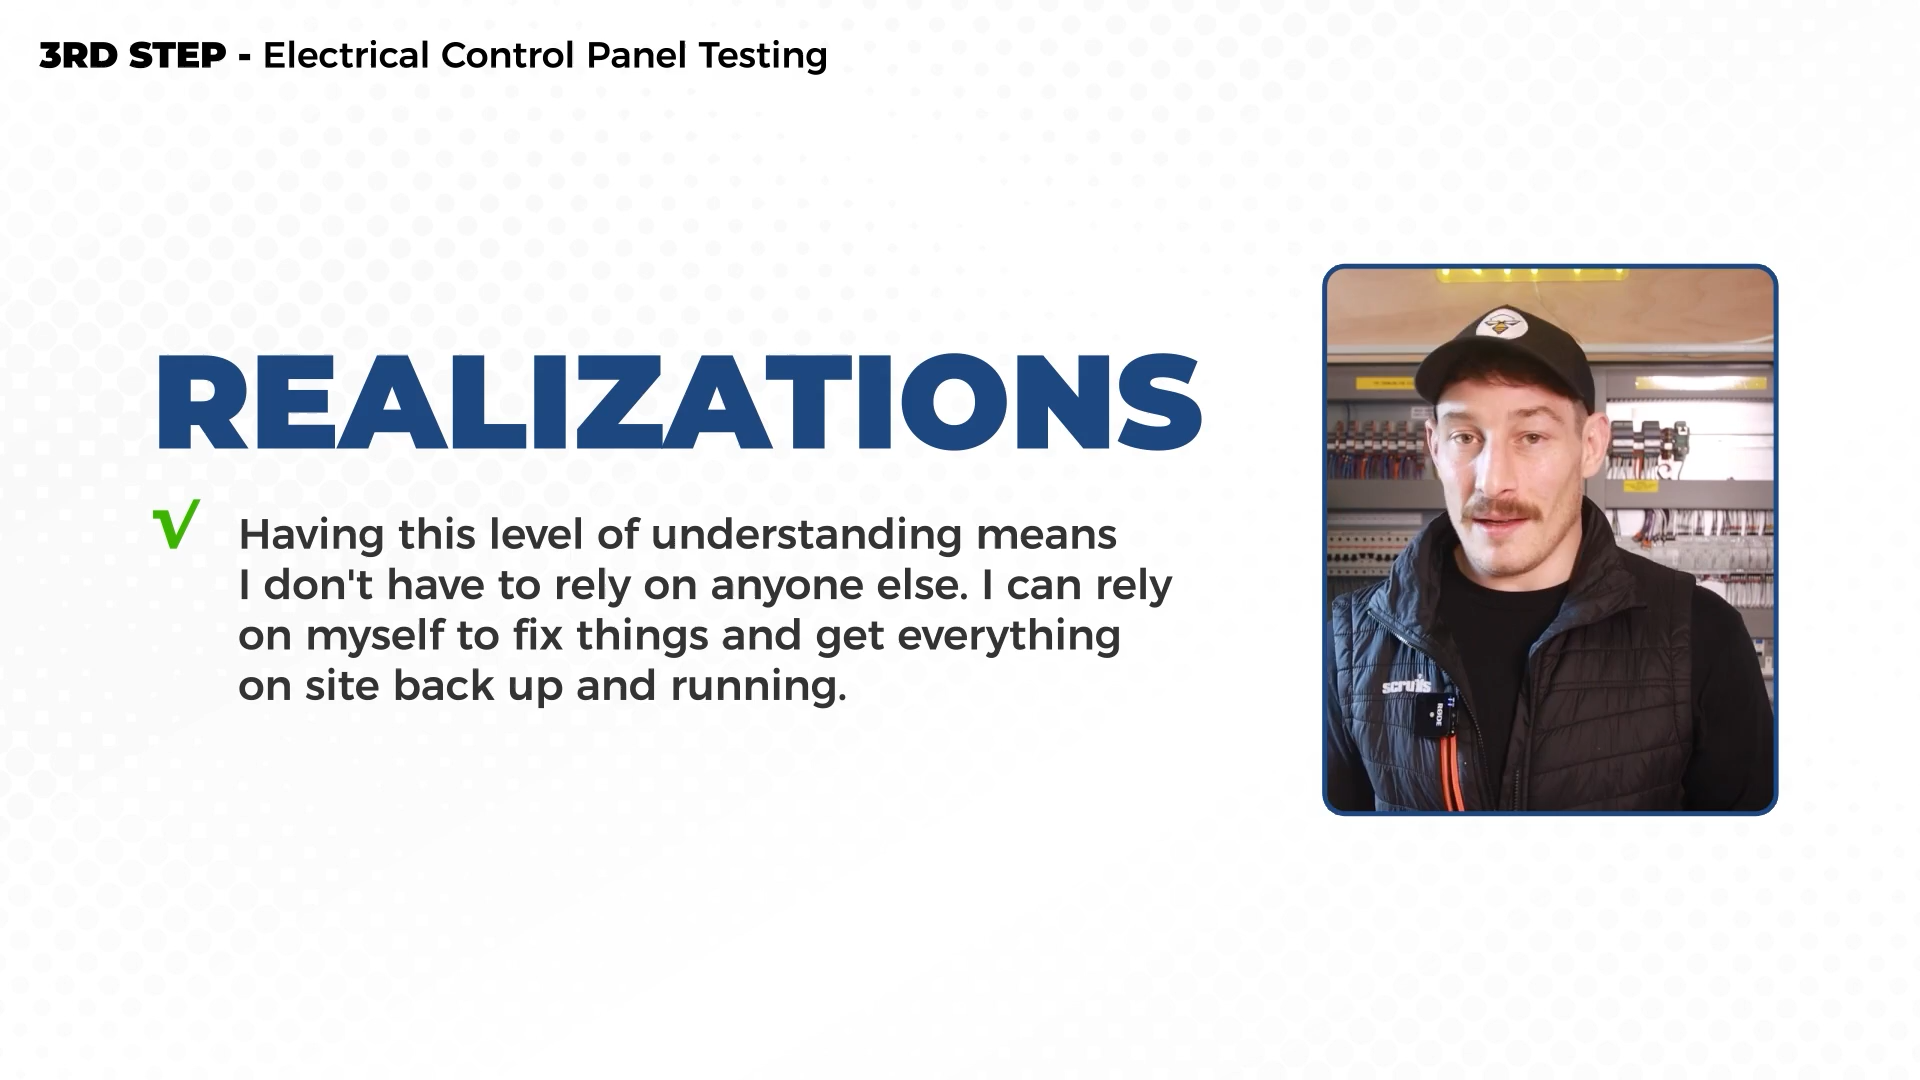 3RD STEP - Electrical Control Panel Testing
REALIZATIONS
√ Having this level of understanding means
I don't have to rely on anyone else. I can rely
on myself to fix things and get everything
on site back up and running.
scruffs
RØDE